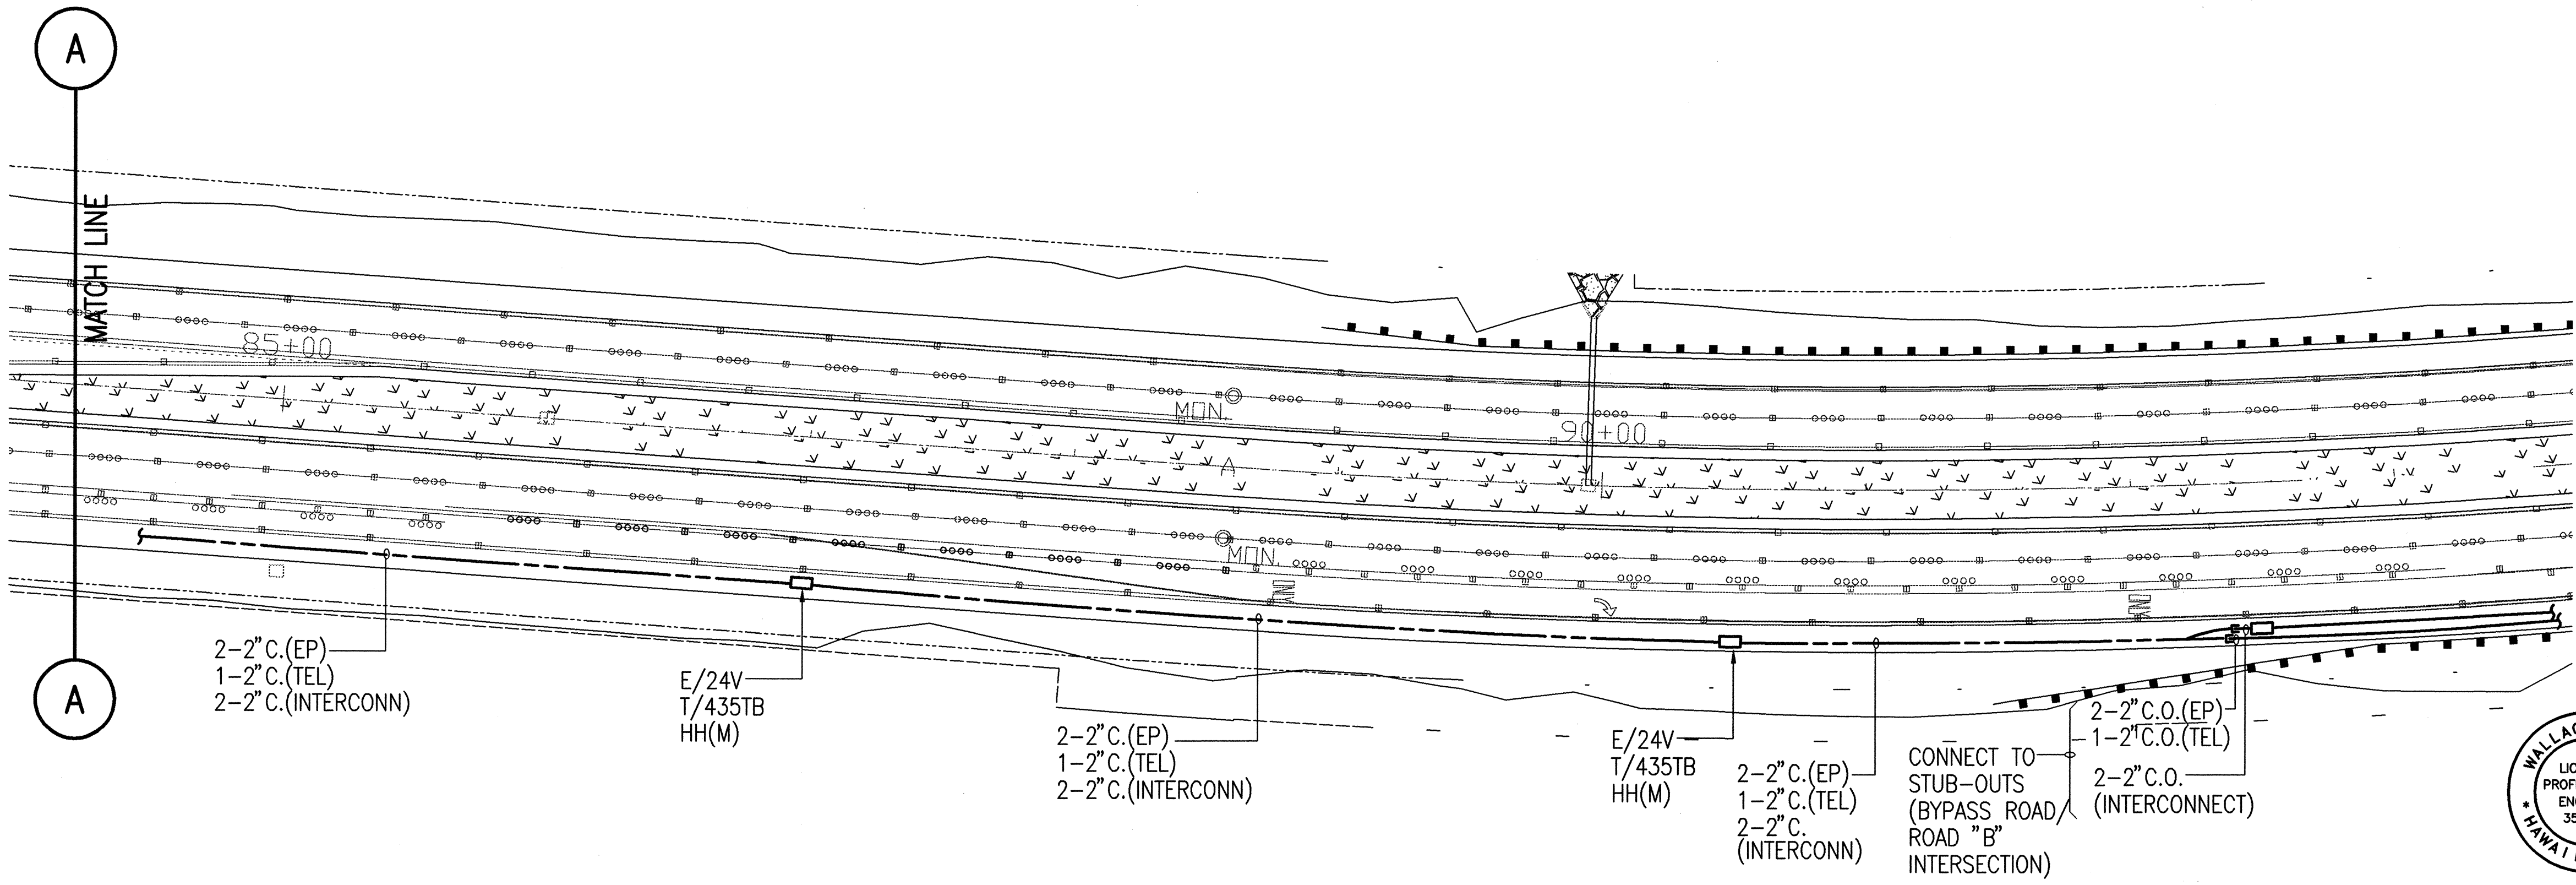 A
MATCH LINE
85+00
MON.
90+00
A
MON.
2-2"C.(EP)
1-2"C.(TEL)
2-2"C.(INTERCONN)
A
E/24V
T/435TB
HH(M)
2-2"C.(EP)
1-2"C.(TEL)
2-2"C.(INTERCONN)
E/24V
T/435TB
HH(M)
2-2"C.(EP)
1-2"C.(TEL)
2-2"C.
(INTERCONN)
CONNECT TO
STUB-OUTS
(BYPASS ROAD/
ROAD "B"
INTERSECTION)
2-2"C.O.(EP)
1-2"C.O.(TEL)
2-2"C.O.
(INTERCONNECT)